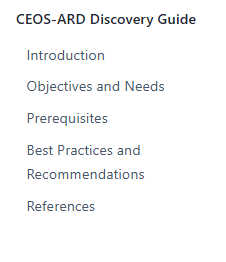 CEOS-ARD Discovery Guide
Introduction
Objectives and Needs
Prerequisites
Best Practices and
Recommendations
References